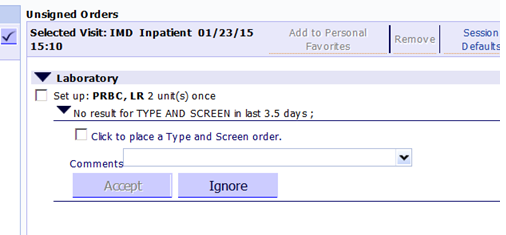 Unsigned Orders
Selected Visit: IMD Inpatient 01/23/15
15:10
Add to Personal
Favorites
Remove
Session
Defaults
Laboratory
Set up: PRBC, LR 2 unit(s) once
No result for TYPE AND SCREEN in last 3.5 days ;
Click to place a Type and Screen order.
Comments
Accept
Ignore